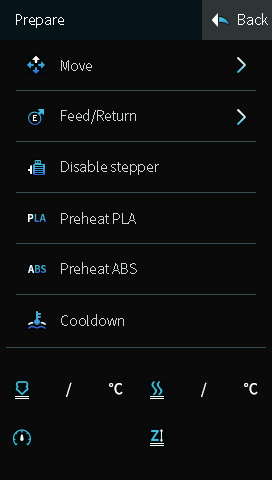 Prepare
Back
Move
E Feed/Return
Disable stepper
PLA Preheat PLA
ABS Preheat ABS
Cooldown
/ °C / °C
Z